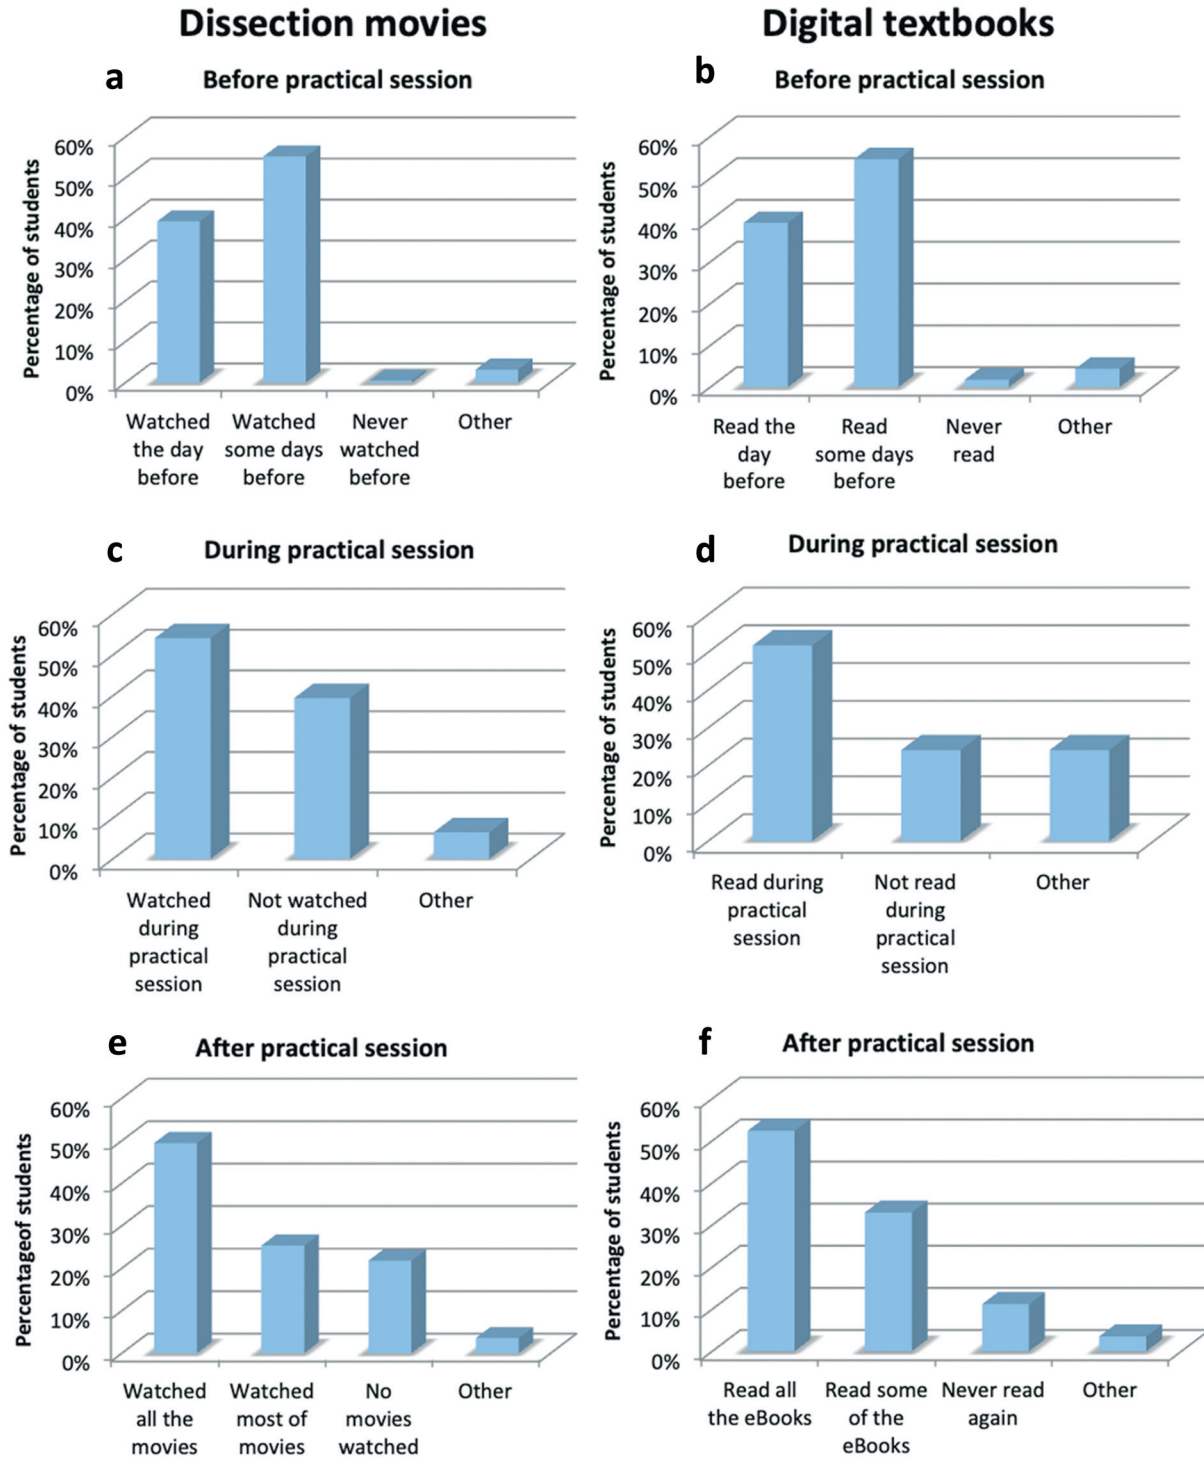 Dissection movies
Digital textbooks
a
Before practical session
Percentage of students
60%
50%
40%
30%
20%
10%
0%
Watched
the day
before
Watched
some days
before
Never
watched
before
Other
b
Before practical session
Percentage of students
60%
50%
40%
30%
20%
10%
0%
Read the
day
before
Read
some days
before
Never
read
Other
c
During practical session
Percentage of students
60%
50%
40%
30%
20%
10%
0%
Watched
during
practical
session
Not watched
during
practical
session
Other
d
During practical session
Percentage of students
60%
50%
40%
30%
20%
10%
0%
Read during
practical
session
Not read
during
practical
session
Other
e
After practical session
Percentageof students
60%
50%
40%
30%
20%
10%
0%
Watched
all the
movies
Watched
most of
movies
No
movies
watched
Other
f
After practical session
Percentage of students
60%
50%
40%
30%
20%
10%
0%
Read all
the eBooks
Read some
of the
eBooks
Never read
again
Other